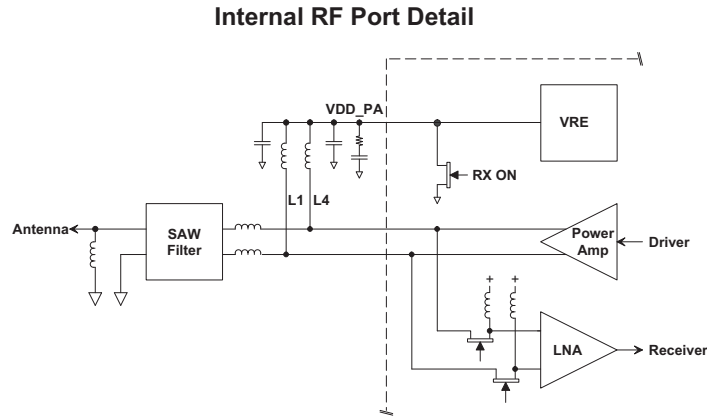 Internal RF Port Detail
VDD_PA
VRE
RX ON
L1
L4
Antenna
SAW
Filter
Power
Amp
Driver
+ +
LNA
Receiver